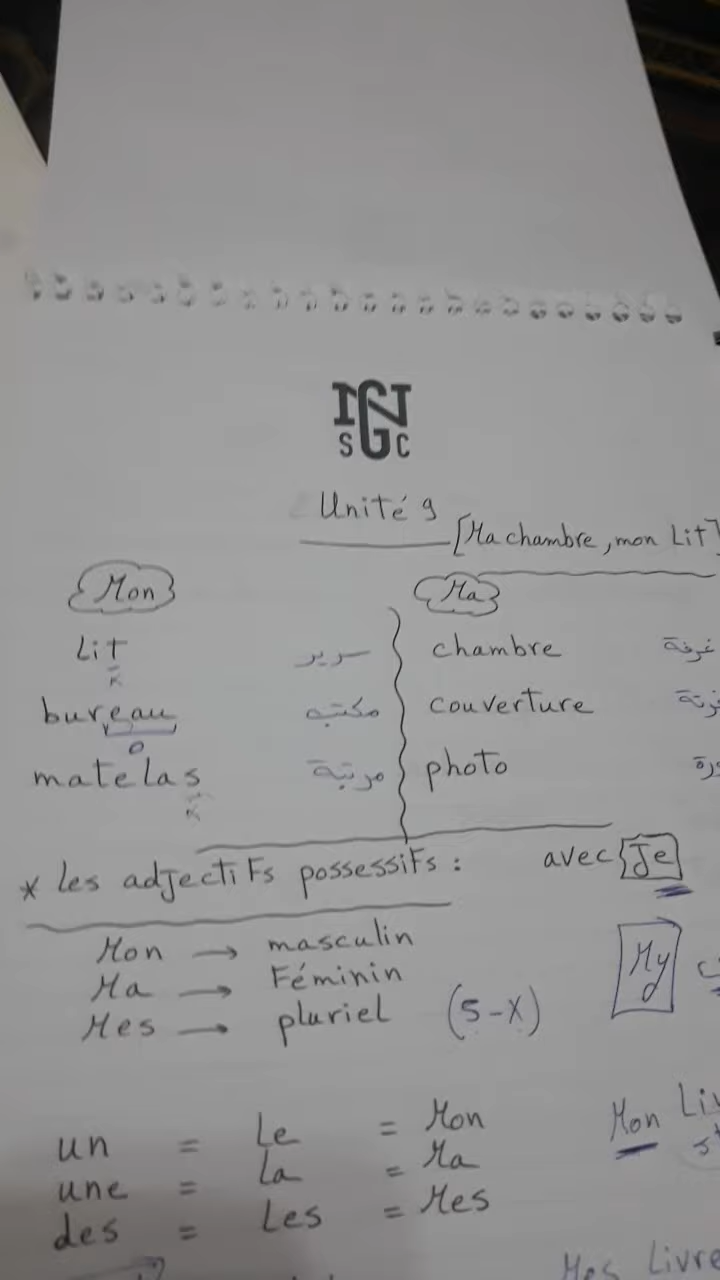 IGN
SGC
Unité 9
[Ma chambre, mon Lit]
Mon Ma
Lit سرير chambre غرفة
bureau مكتب couverture
o
matelas مرتبة photo
* Les adjectifs possessifs : avec Je
Mon → masculin
Ma → Féminin My
Mes → pluriel (s-x)
un = Le = Mon Mon
une = La = Ma
des = Les = Mes
Mes Livre